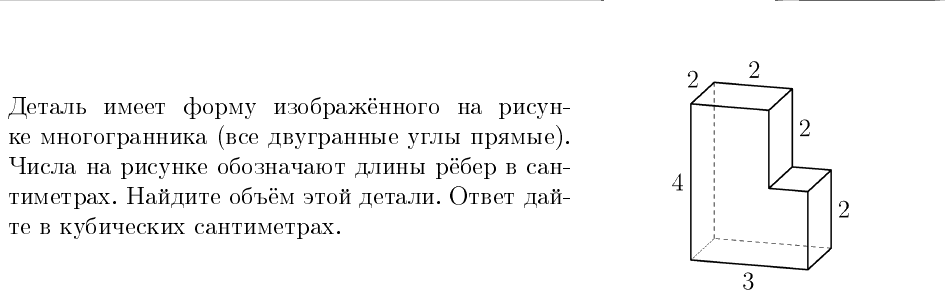 Деталь имеет форму изображённого на рисун-
ке многогранника (все двугранные углы прямые).
Числа на рисунке обозначают длины рёбер в сан-
тиметрах. Найдите объём этой детали. Ответ дай-
те в кубических сантиметрах.
2
2
2
4
2
3